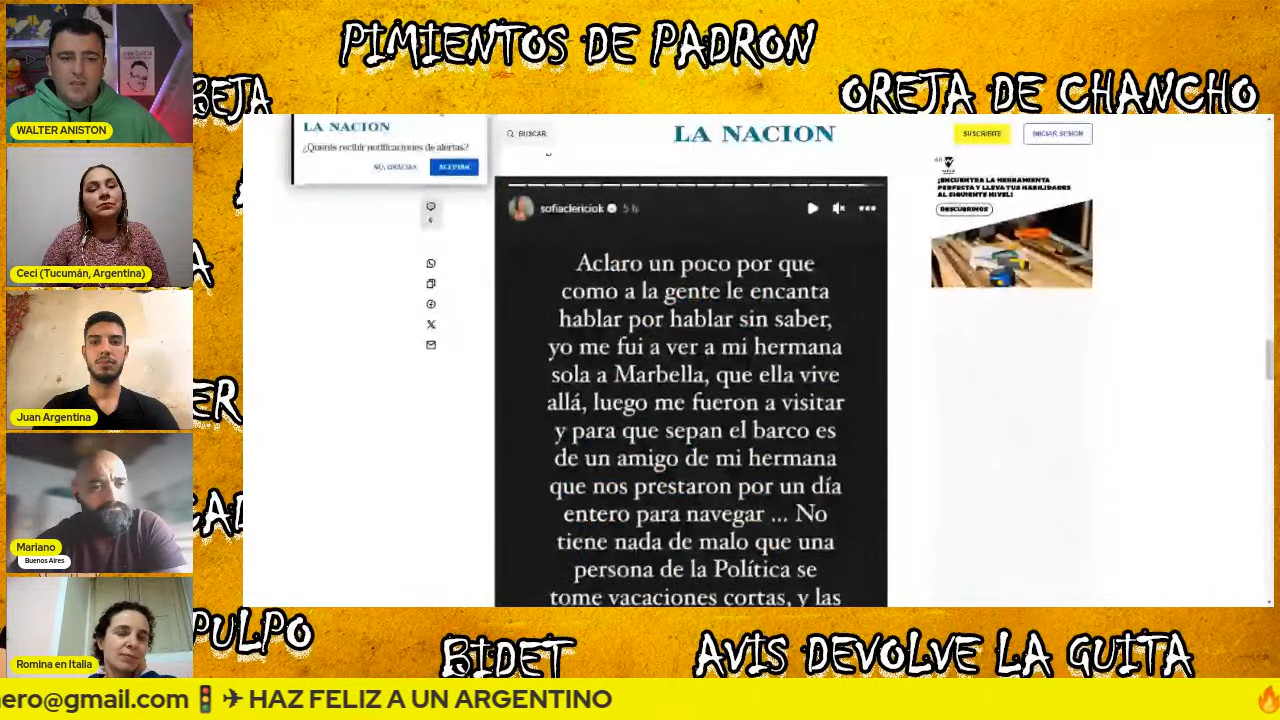 PIMIENTOS DE PADRON
OREJA DE CHANCHO
BEJA
WALTER ANISTON
Ceci (Tucumán, Argentina)
Juan Argentina
Mariano
Buenos Aires
Romina en Italia
LA NACION
¿Querés recibir notificaciones de alertas?
NO, GRACIAS
ACEPTAR
BUSCAR
LA NACION
SUSCRIBITE
INICIAR SESIÓN
¡ENCUENTRA LA HERRAMIENTA
PERFECTA Y LLEVA TUS HABILIDADES
AL SIGUIENTE NIVEL!
DESCUBRINOS
6
sofiaclericiok 5 h
Aclaro un poco por que
como a la gente le encanta
hablar por hablar sin saber,
yo me fui a ver a mi hermana
sola a Marbella, que ella vive
allá, luego me fueron a visitar
y para que sepan el barco es
de un amigo de mi hermana
que nos prestaron por un día
entero para navegar ... No
tiene nada de malo que una
persona de la Política se
tome vacaciones cortas, y las
A
ER
AD
PULPO
BIDET
AVIS DEVOLVE LA GUITA
ero@gmail.com 🚦 ✈ HAZ FELIZ A UN ARGENTINO